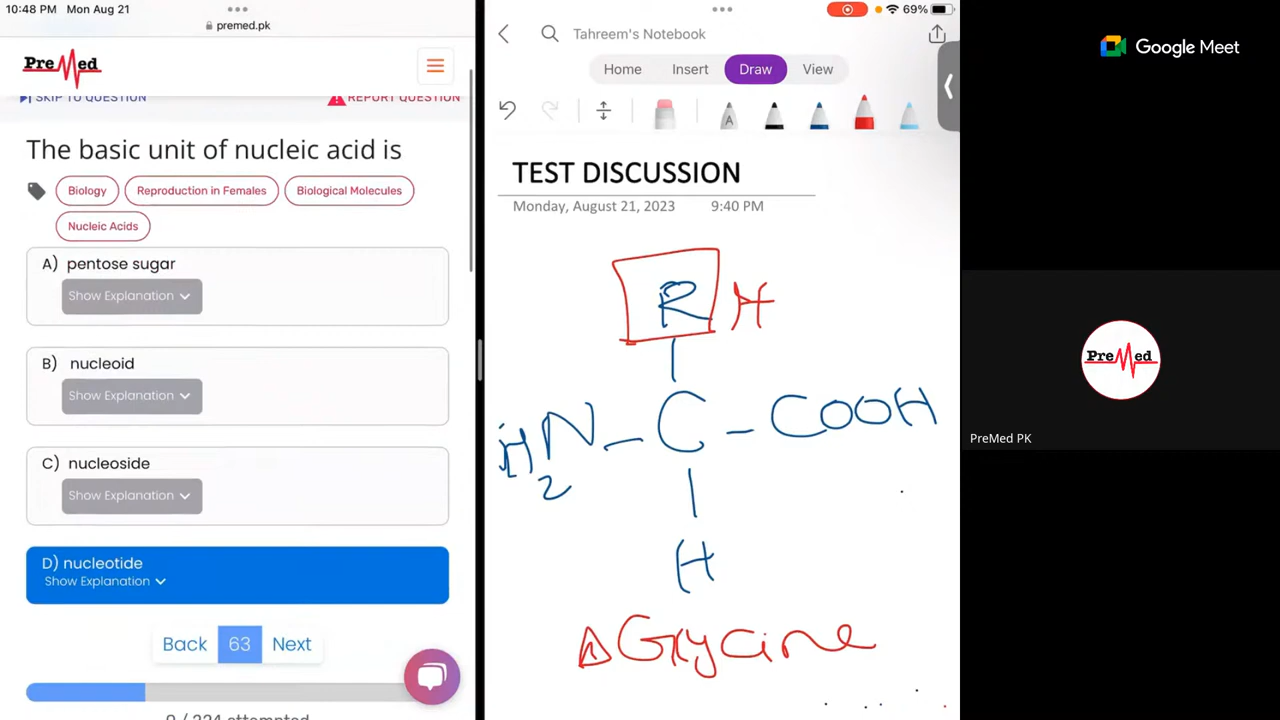 10:48 PM Mon Aug 21
premed.pk
PreMed
SKIP TO QUESTION
REPORT QUESTION
The basic unit of nucleic acid is
Biology
Reproduction in Females
Biological Molecules
Nucleic Acids
A) pentose sugar
Show Explanation
B) nucleoid
Show Explanation
C) nucleoside
Show Explanation
D) nucleotide
Show Explanation
Back 63 Next
9 / 224 attempted
69%
Tahreem's Notebook
Home Insert Draw View
A
TEST DISCUSSION
Monday, August 21, 2023 9:40 PM
R H
H2N - C - COOH
H
Glycine
Google Meet
PreMed
PreMed PK